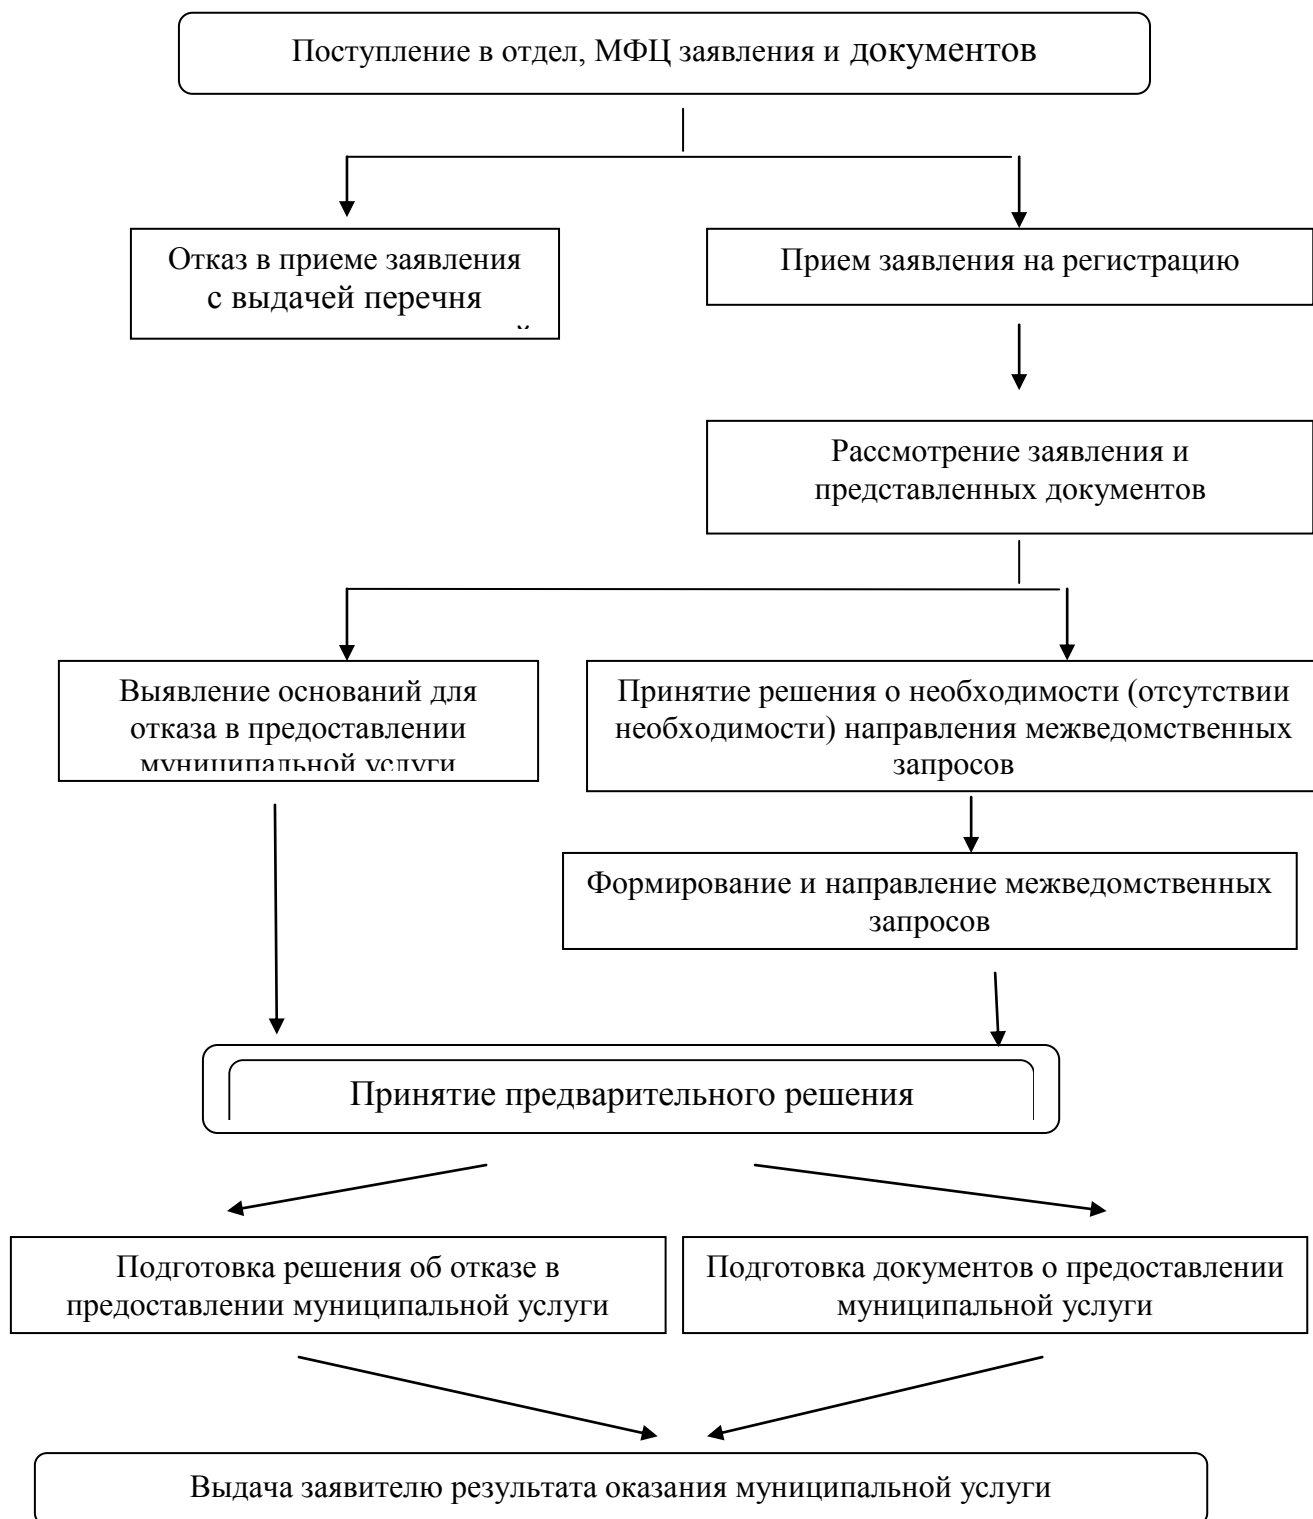 Поступление в отдел, МФЦ заявления и документов
Отказ в приеме заявления
с выдачей перечня
Прием заявления на регистрацию
Рассмотрение заявления и
представленных документов
Выявление оснований для
отказа в предоставлении
муниципальной услуги
Принятие решения о необходимости (отсутствии
необходимости) направления межведомственных
запросов
Формирование и направление межведомственных
запросов
Принятие предварительного решения
Подготовка решения об отказе в
предоставлении муниципальной услуги
Подготовка документов о предоставлении
муниципальной услуги
Выдача заявителю результата оказания муниципальной услуги